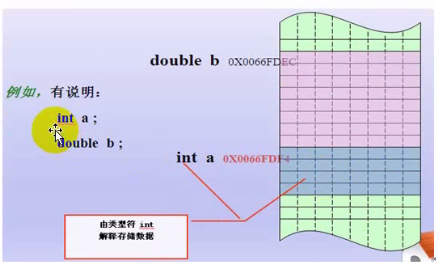 double b 0X0066FDEC
例如，有说明：
int a ;
double b ;
int a 0X0066FDF4
由类型符 int
解释存储数据